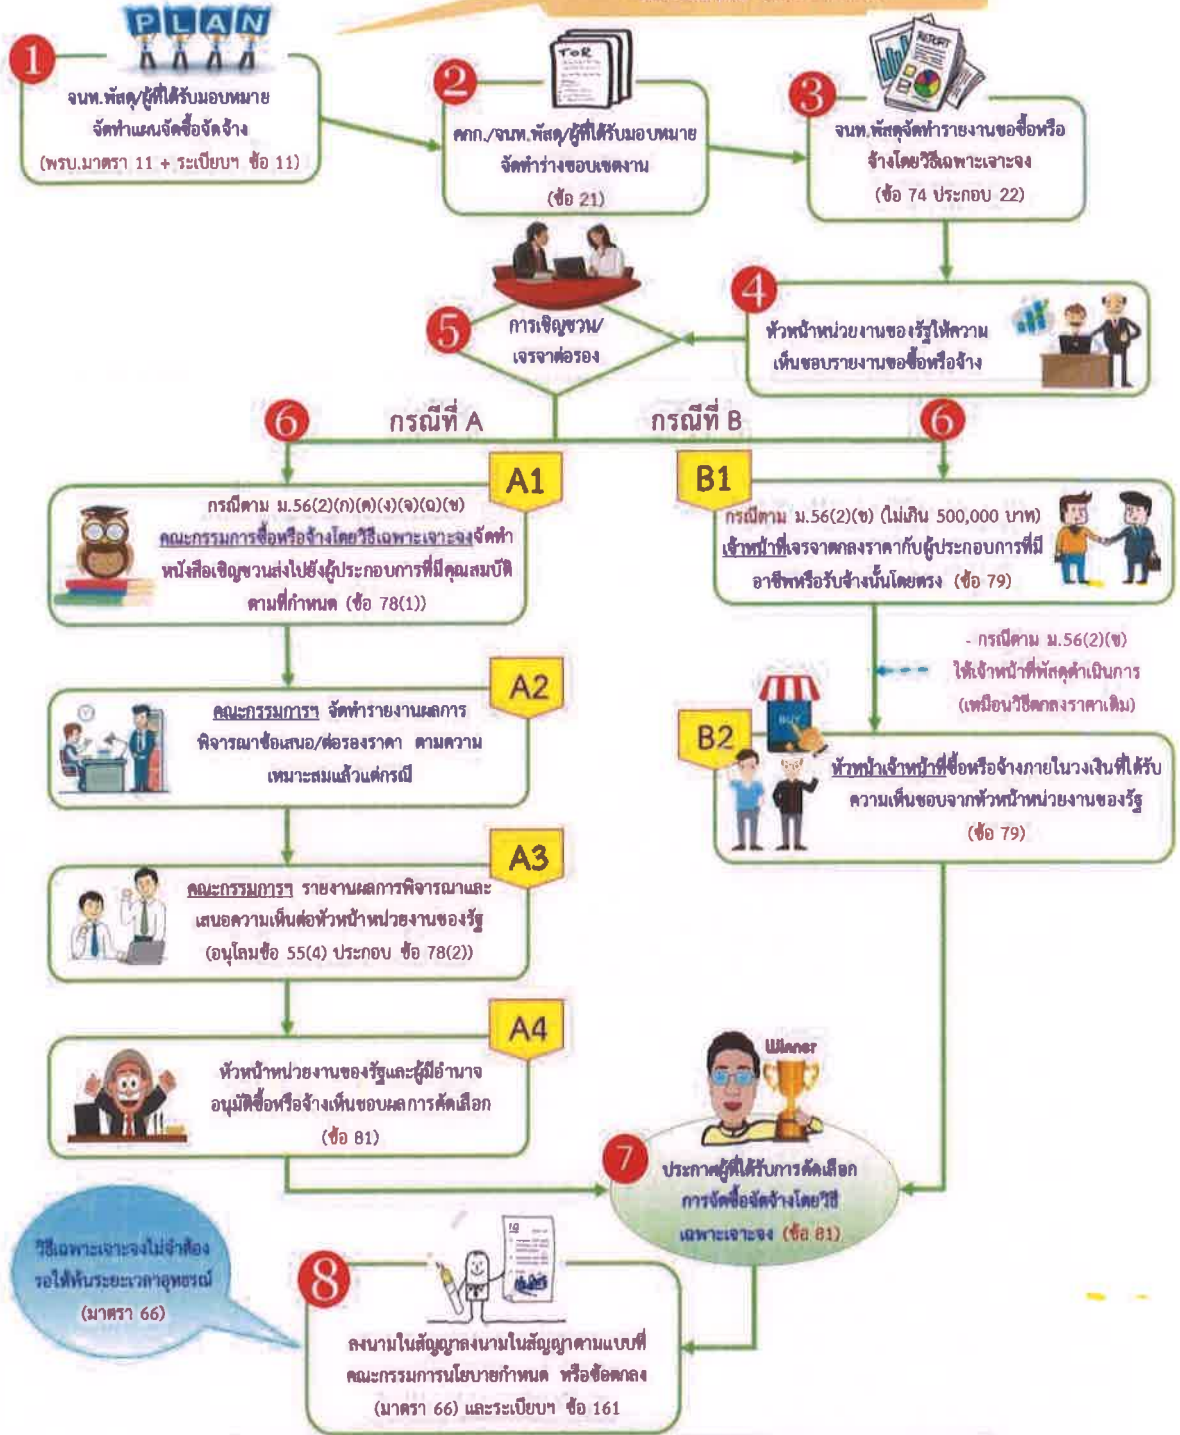 PLAN
1
จนท.พัสดุ/ผู้ที่ได้รับมอบหมาย
จัดทำแผนจัดซื้อจัดจ้าง
(พรบ.มาตรา 11 + ระเบียบฯ ข้อ 11)
TOR
2
คกก./จนท.พัสดุ/ผู้ที่ได้รับมอบหมาย
จัดทำร่างขอบเขตงาน
(ข้อ 21)
REPORT
3
จนท.พัสดุจัดทำรายงานขอซื้อหรือ
จ้างโดยวิธีเฉพาะเจาะจง
(ข้อ 74 ประกอบ 22)
4
หัวหน้าหน่วยงานของรัฐให้ความ
เห็นชอบรายงานขอซื้อหรือจ้าง
5
การเชิญชวน/
เจรจาต่อรอง
6
กรณีที่ A
กรณีที่ B
6
A1
กรณีตาม ม.56(2)(ก)(ค)(ง)(จ)(ฉ)(ช)
คณะกรรมการซื้อหรือจ้างโดยวิธีเฉพาะเจาะจงจัดทำ
หนังสือเชิญชวนส่งไปยังผู้ประกอบการที่มีคุณสมบัติ
ตามที่กำหนด (ข้อ 78(1))
B1
กรณีตาม ม.56(2)(ข) (ไม่เกิน 500,000 บาท)
เจ้าหน้าที่เจรจาตกลงราคากับผู้ประกอบการที่มี
อาชีพหรือรับจ้างนั้นโดยตรง (ข้อ 79)
- กรณีตาม ม.56(2)(ข)
ให้เจ้าหน้าที่พัสดุดำเนินการ
(เหมือนวิธีตกลงราคาเดิม)
A2
คณะกรรมการฯ จัดทำรายงานผลการ
พิจารณาข้อเสนอ/ต่อรองราคา ตามความ
เหมาะสมแล้วแต่กรณี
BUY
B2
หัวหน้าเจ้าหน้าที่ซื้อหรือจ้างภายในวงเงินที่ได้รับ
ความเห็นชอบจากหัวหน้าหน่วยงานของรัฐ
(ข้อ 79)
A3
คณะกรรมการฯ รายงานผลการพิจารณาและ
เสนอความเห็นต่อหัวหน้าหน่วยงานของรัฐ
(อนุโลมข้อ 55(4) ประกอบ ข้อ 78(2))
A4
หัวหน้าหน่วยงานของรัฐและผู้มีอำนาจ
อนุมัติซื้อหรือจ้างเห็นชอบผลการคัดเลือก
(ข้อ 81)
Winner
7
ประกาศผู้ที่ได้รับการคัดเลือก
การจัดซื้อจัดจ้างโดยวิธี
เฉพาะเจาะจง (ข้อ 81)
วิธีเฉพาะเจาะจงไม่จำต้อง
รอให้พ้นระยะเวลาอุทธรณ์
(มาตรา 66)
8
ลงนามในสัญญาลงนามในสัญญาตามแบบที่
คณะกรรมการนโยบายกำหนด หรือข้อตกลง
(มาตรา 66) และระเบียบฯ ข้อ 161